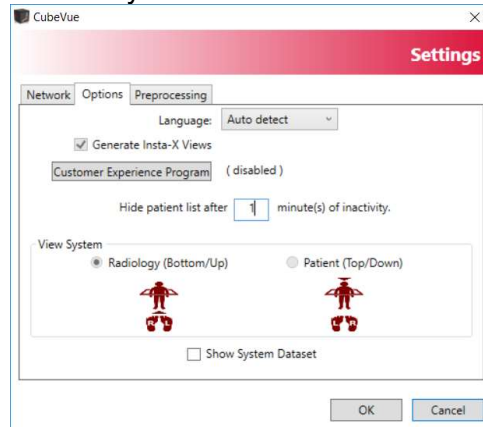 CubeVue
Settings
Network Options Preprocessing
Language: Auto detect
Generate Insta-X Views
Customer Experience Program ( disabled )
Hide patient list after 1 minute(s) of inactivity.
View System
Radiology (Bottom/Up) Patient (Top/Down)
R L L R
Show System Dataset
OK Cancel